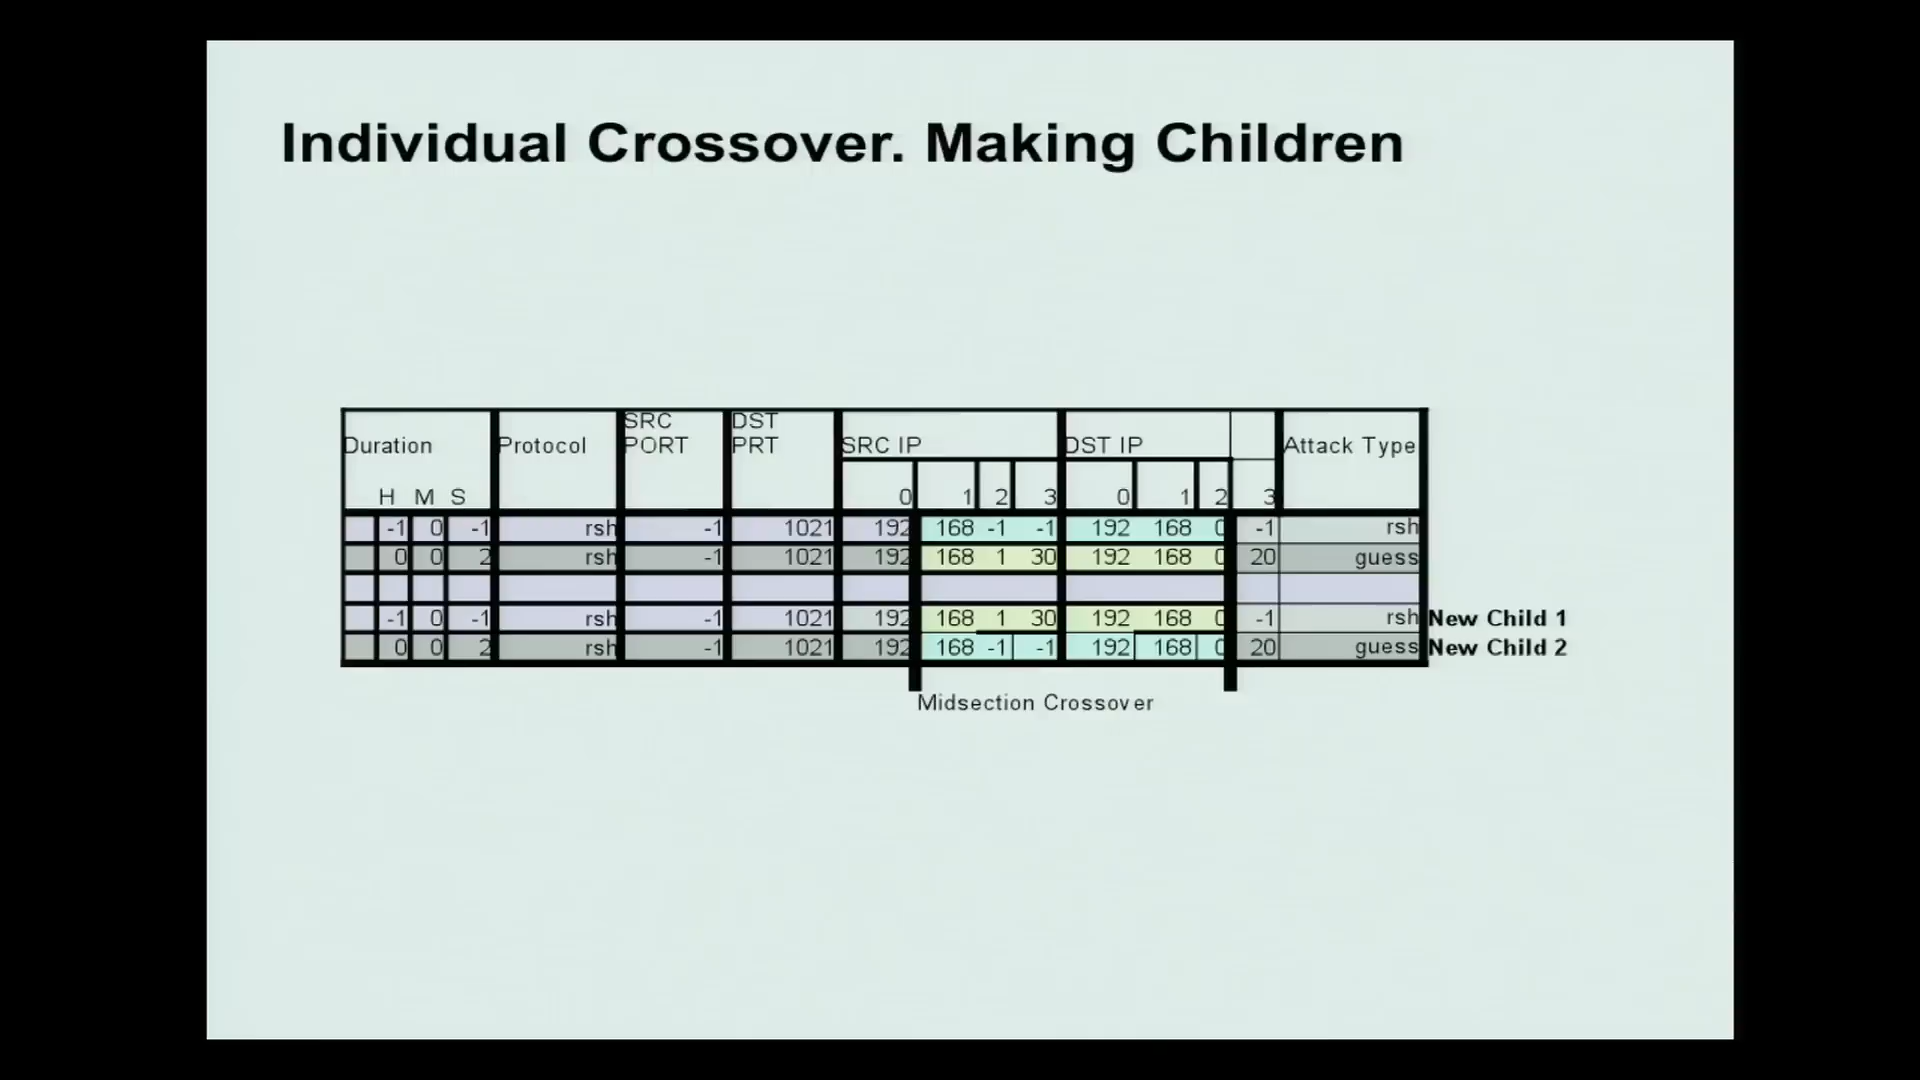 Individual Crossover. Making Children
Duration Protocol SRC PORT DST PRT SRC IP DST IP Attack Type
H M S 0 1 2 3 0 1 2 3
-1 0 -1 rsh -1 1021 192 168 -1 -1 192 168 0 -1 rsh
0 0 2 rsh -1 1021 192 168 1 30 192 168 0 20 guess
-1 0 -1 rsh -1 1021 192 168 1 30 192 168 0 -1 rsh New Child 1
0 0 2 rsh -1 1021 192 168 -1 -1 192 168 0 20 guess New Child 2
Midsection Crossover